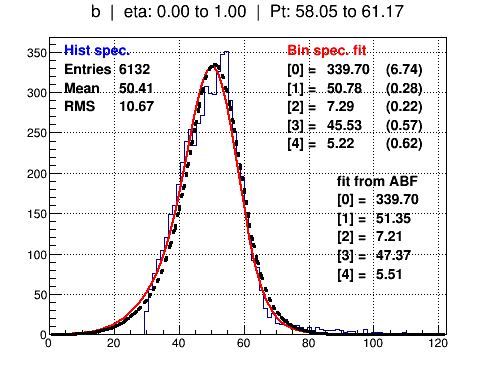 b | eta: 0.00 to 1.00 | Pt: 58.05 to 61.17
Hist spec.
Entries 6132
Mean 50.41
RMS 10.67
Bin spec. fit
[0] = 339.70 (6.74)
[1] = 50.78 (0.28)
[2] = 7.29 (0.22)
[3] = 45.53 (0.57)
[4] = 5.22 (0.62)
fit from ABF
[0] = 339.70
[1] = 51.35
[2] = 7.21
[3] = 47.37
[4] = 5.51
350
300
250
200
150
100
50
0
0 20 40 60 80 100 120